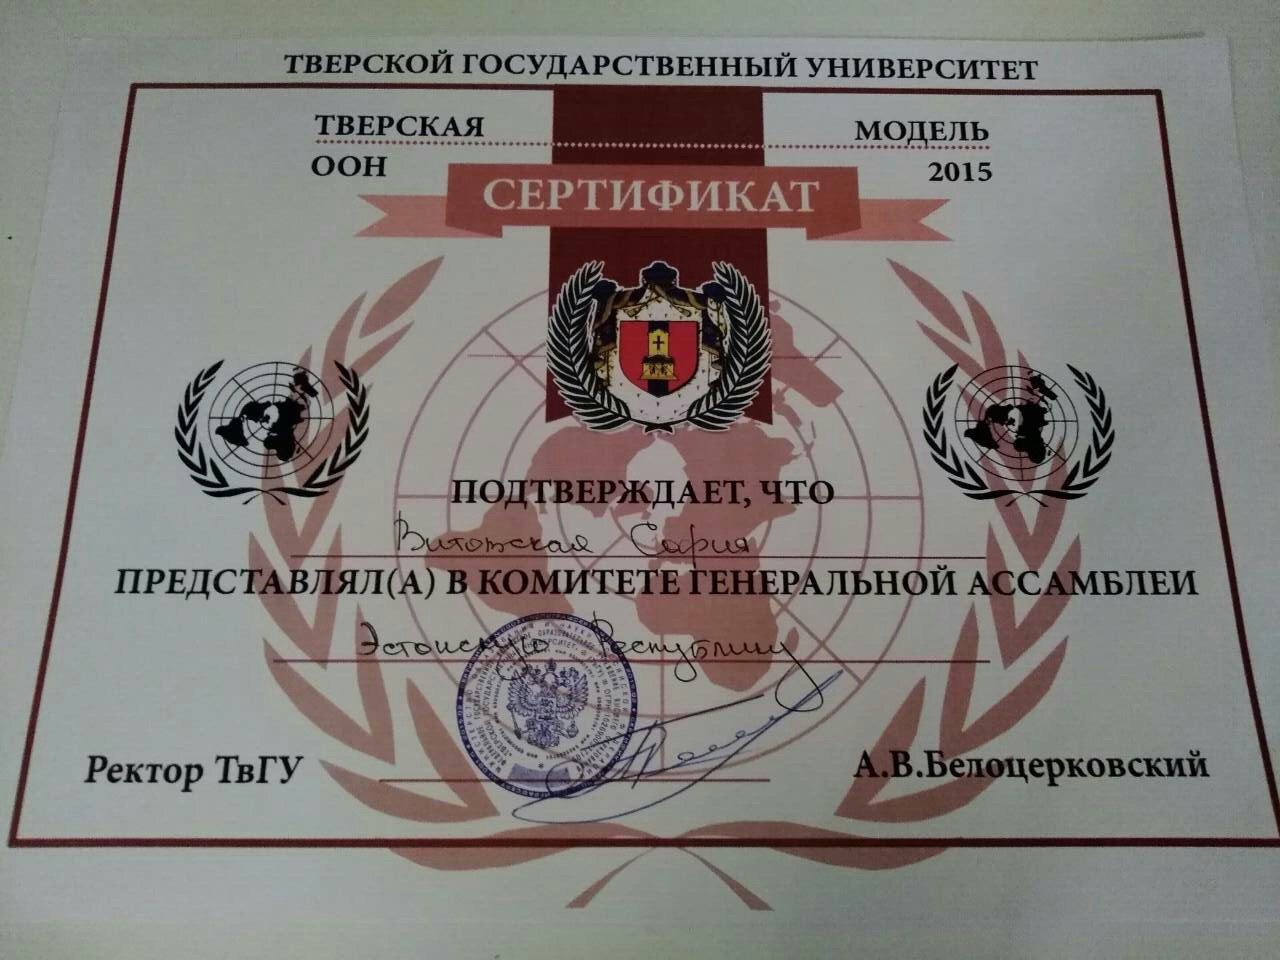 ТВЕРСКОЙ ГОСУДАРСТВЕННЫЙ УНИВЕРСИТЕТ
ТВЕРСКАЯ МОДЕЛЬ
ООН 2015
СЕРТИФИКАТ
ПОДТВЕРЖДАЕТ, ЧТО
Витовская София
ПРЕДСТАВЛЯЛ(А) В КОМИТЕТЕ ГЕНЕРАЛЬНОЙ АССАМБЛЕИ
Эстонскую Республику
Ректор ТвГУ А.В.Белоцерковский